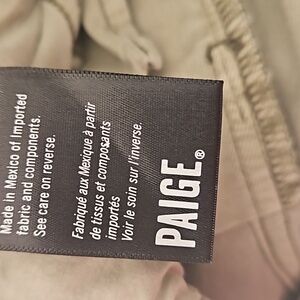 Made in Mexico of Imported
fabric and components.
See care on reverse.
Fabriqué aux Mexique à partir
de tissus et composants
importés
Voir le soin sur l'inverse.
PAIGE®